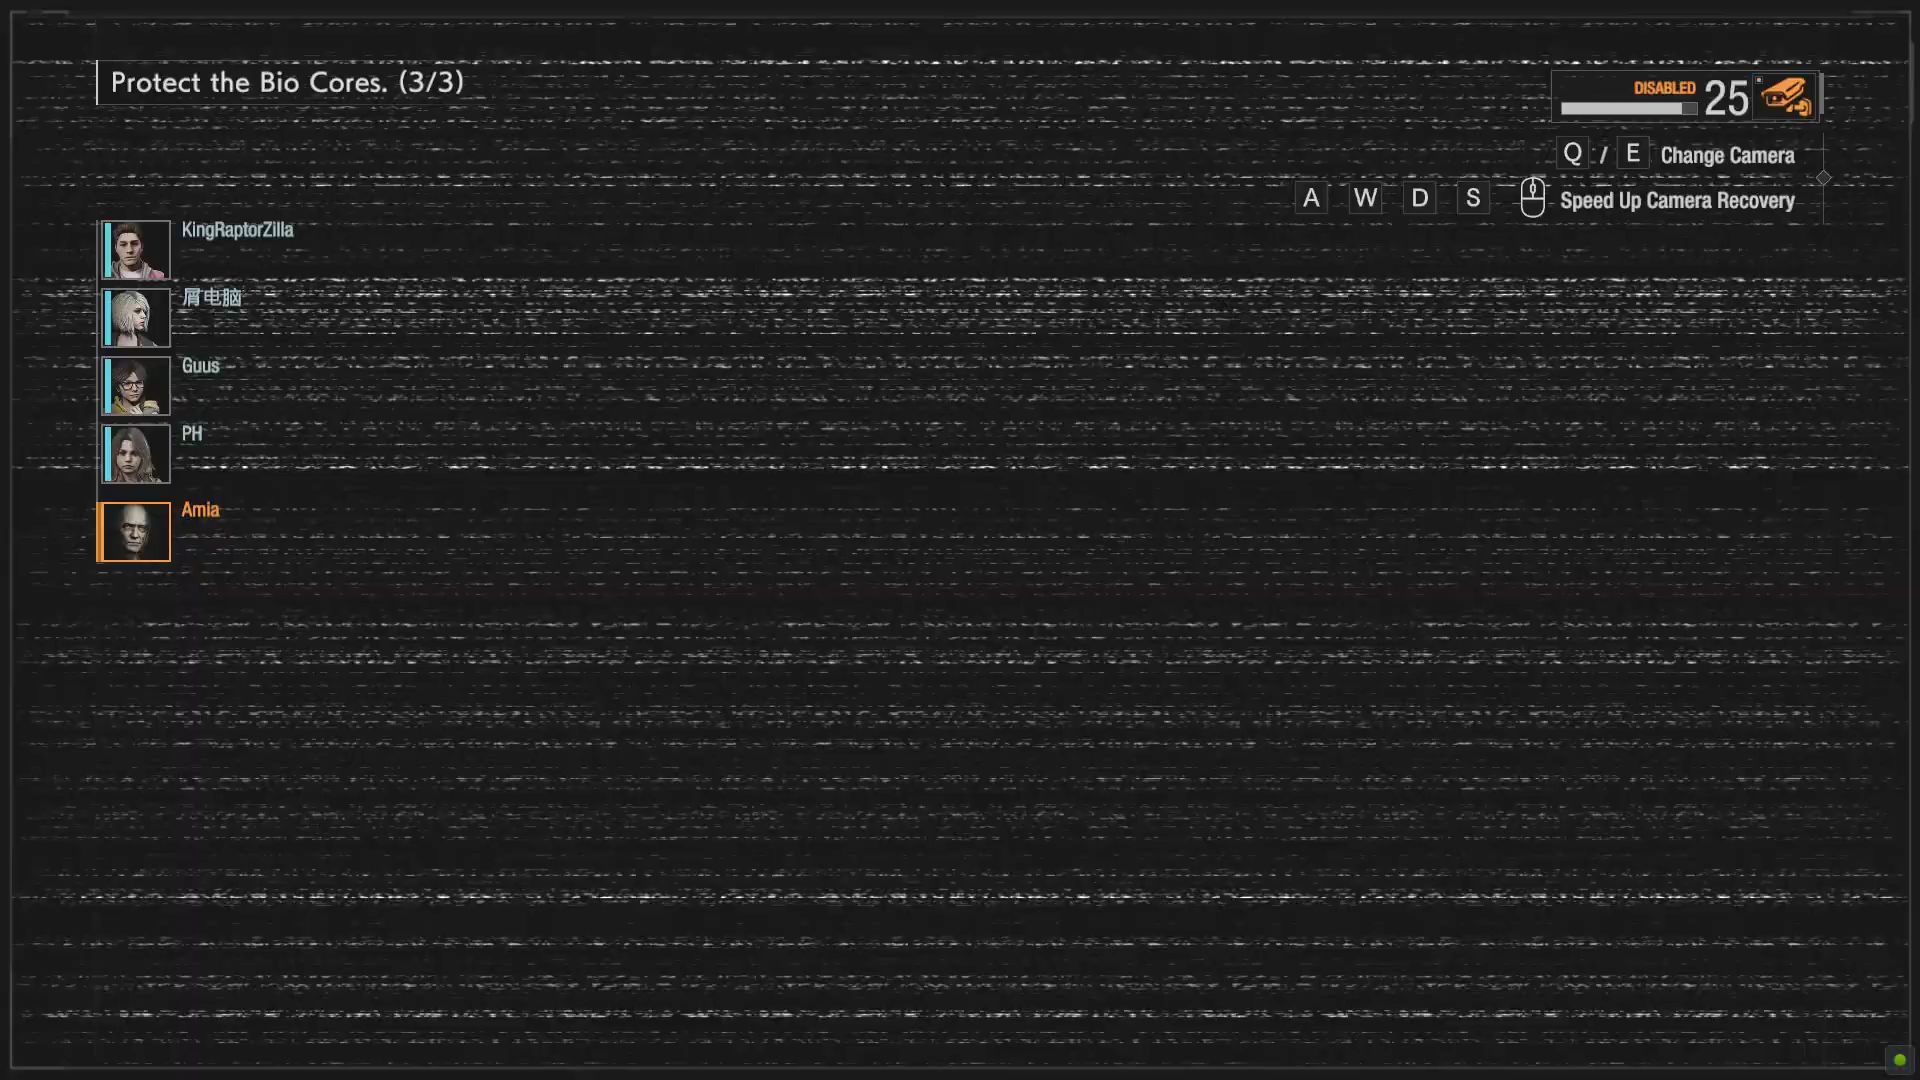 Protect the Bio Cores. (3/3)
DISABLED 25
Q / E Change Camera
A W D S Speed Up Camera Recovery
KingRaptorZilla
屑电脑
Guus
PH
Amia